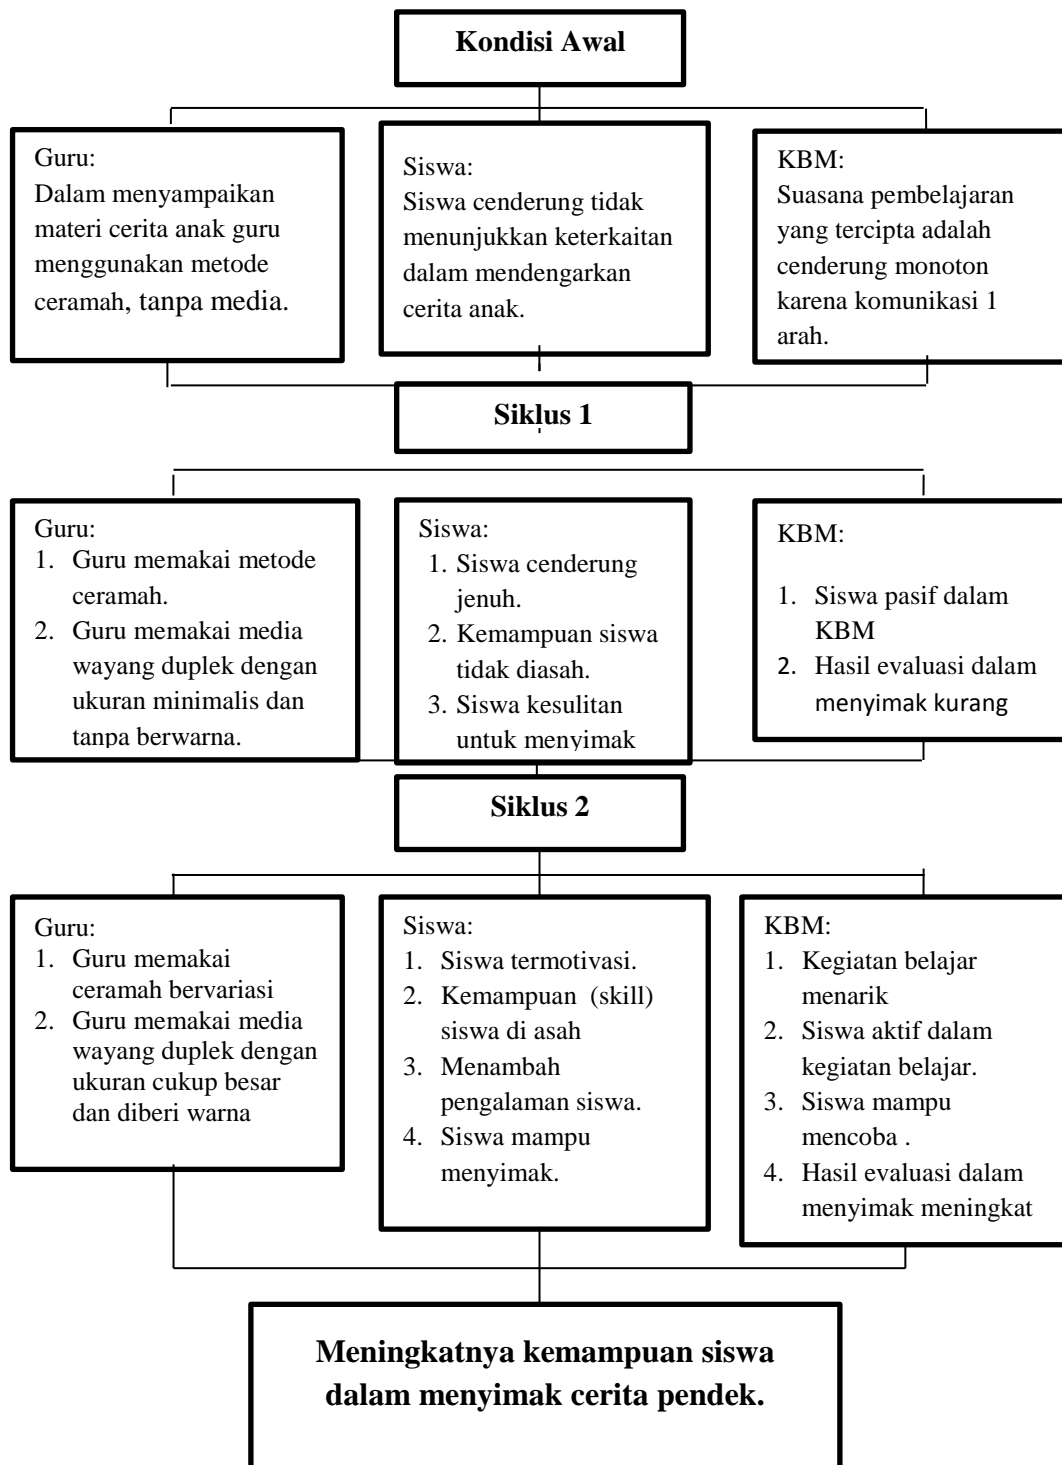 Kondisi Awal
Guru:
Dalam menyampaikan
materi cerita anak guru
menggunakan metode
ceramah, tanpa media.
Siswa:
Siswa cenderung tidak
menunjukkan keterkaitan
dalam mendengarkan
cerita anak.
KBM:
Suasana pembelajaran
yang tercipta adalah
cenderung monoton
karena komunikasi 1
arah.
Siklus 1
Guru:
1. Guru memakai metode
ceramah.
2. Guru memakai media
wayang duplek dengan
ukuran minimalis dan
tanpa berwarna.
Siswa:
1. Siswa cenderung
jenuh.
2. Kemampuan siswa
tidak diasah.
3. Siswa kesulitan
untuk menyimak
KBM:
1. Siswa pasif dalam
KBM
2. Hasil evaluasi dalam
menyimak kurang
Siklus 2
Guru:
1. Guru memakai
ceramah bervariasi
2. Guru memakai media
wayang duplek dengan
ukuran cukup besar
dan diberi warna
Siswa:
1. Siswa termotivasi.
2. Kemampuan (skill)
siswa di asah
3. Menambah
pengalaman siswa.
4. Siswa mampu
menyimak.
KBM:
1. Kegiatan belajar
menarik
2. Siswa aktif dalam
kegiatan belajar.
3. Siswa mampu
mencoba .
4. Hasil evaluasi dalam
menyimak meningkat
Meningkatnya kemampuan siswa
dalam menyimak cerita pendek.